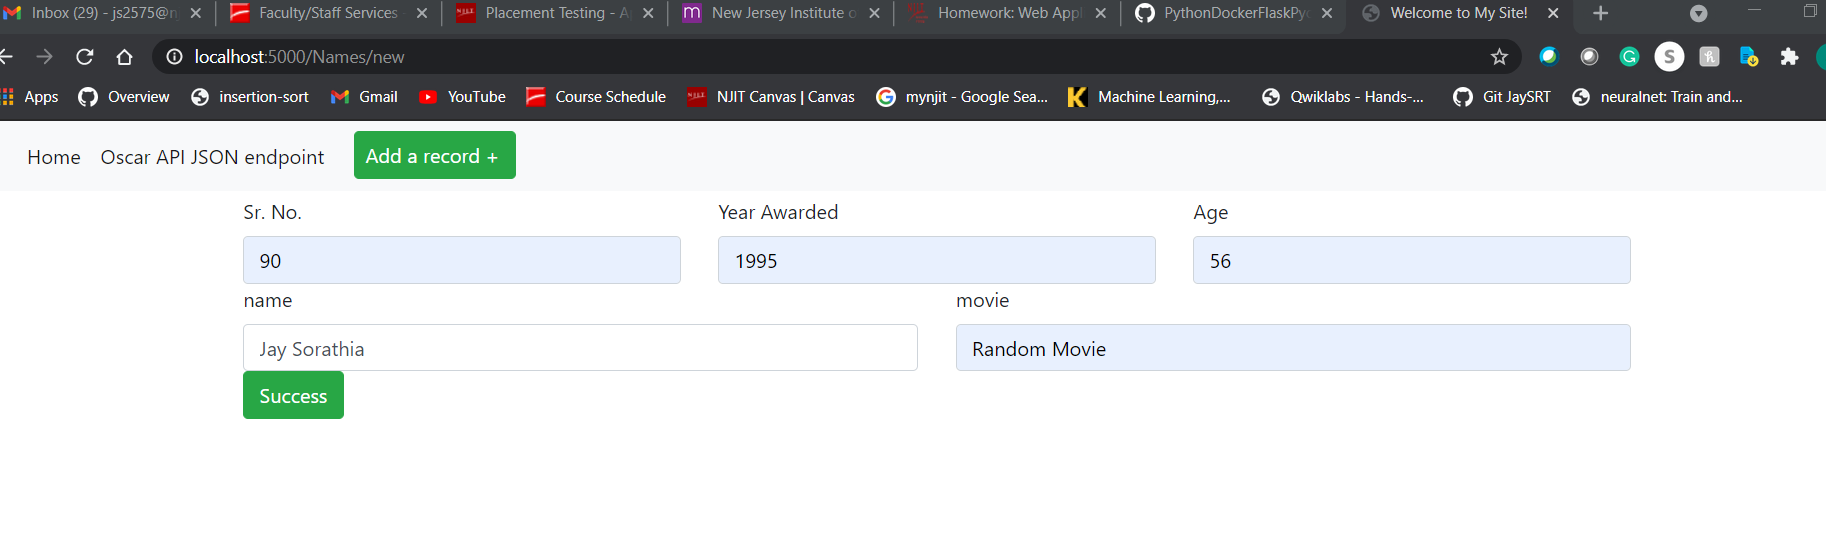 Inbox (29) - js2575@n
Faculty/Staff Services
Placement Testing - A
New Jersey Institute o
Homework: Web Appl
PythonDockerFlaskPyc
Welcome to My Site!
localhost:5000/Names/new
Apps
Overview
insertion-sort
Gmail
YouTube
Course Schedule
NJIT Canvas | Canvas
mynjit - Google Sea...
Machine Learning,...
Qwiklabs - Hands-...
Git JaySRT
neuralnet: Train and...
Home
Oscar API JSON endpoint
Add a record +
Sr. No.
Year Awarded
Age
90
1995
56
name
movie
Jay Sorathia
Random Movie
Success